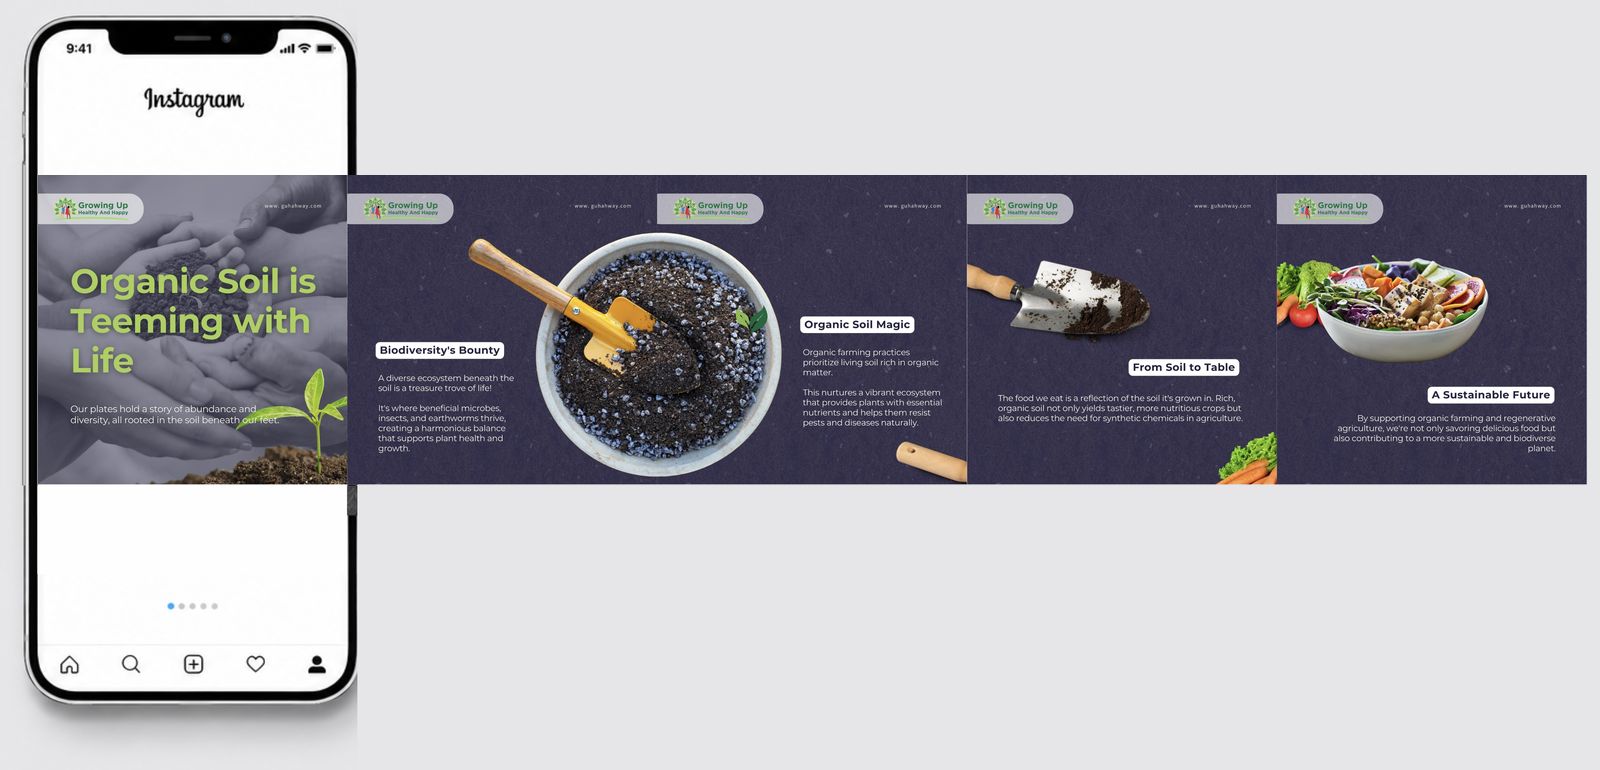 9:41
Instagram
Growing Up
Healthy And Happy
www. guhahway.com
Organic Soil is
Teeming with
Life
Our plates hold a story of abundance and
diversity, all rooted in the soil beneath our feet.
Growing Up
Healthy And Happy
www. guhahway.com
Biodiversity's Bounty
A diverse ecosystem beneath the
soil is a treasure trove of life!
It's where beneficial microbes,
insects, and earthworms thrive,
creating a harmonious balance
that supports plant health and
growth.
Growing Up
Healthy And Happy
www. guhahway.com
Organic Soil Magic
Organic farming practices
prioritize living soil rich in organic
matter.
This nurtures a vibrant ecosystem
that provides plants with essential
nutrients and helps them resist
pests and diseases naturally.
Growing Up
Healthy And Happy
www. guhahway.com
From Soil to Table
The food we eat is a reflection of the soil it's grown in. Rich,
organic soil not only yields tastier, more nutritious crops but
also reduces the need for synthetic chemicals in agriculture.
Growing Up
Healthy And Happy
www. guhahway.com
A Sustainable Future
By supporting organic farming and regenerative
agriculture, we're not only savoring delicious food but
also contributing to a more sustainable and biodiverse
planet.